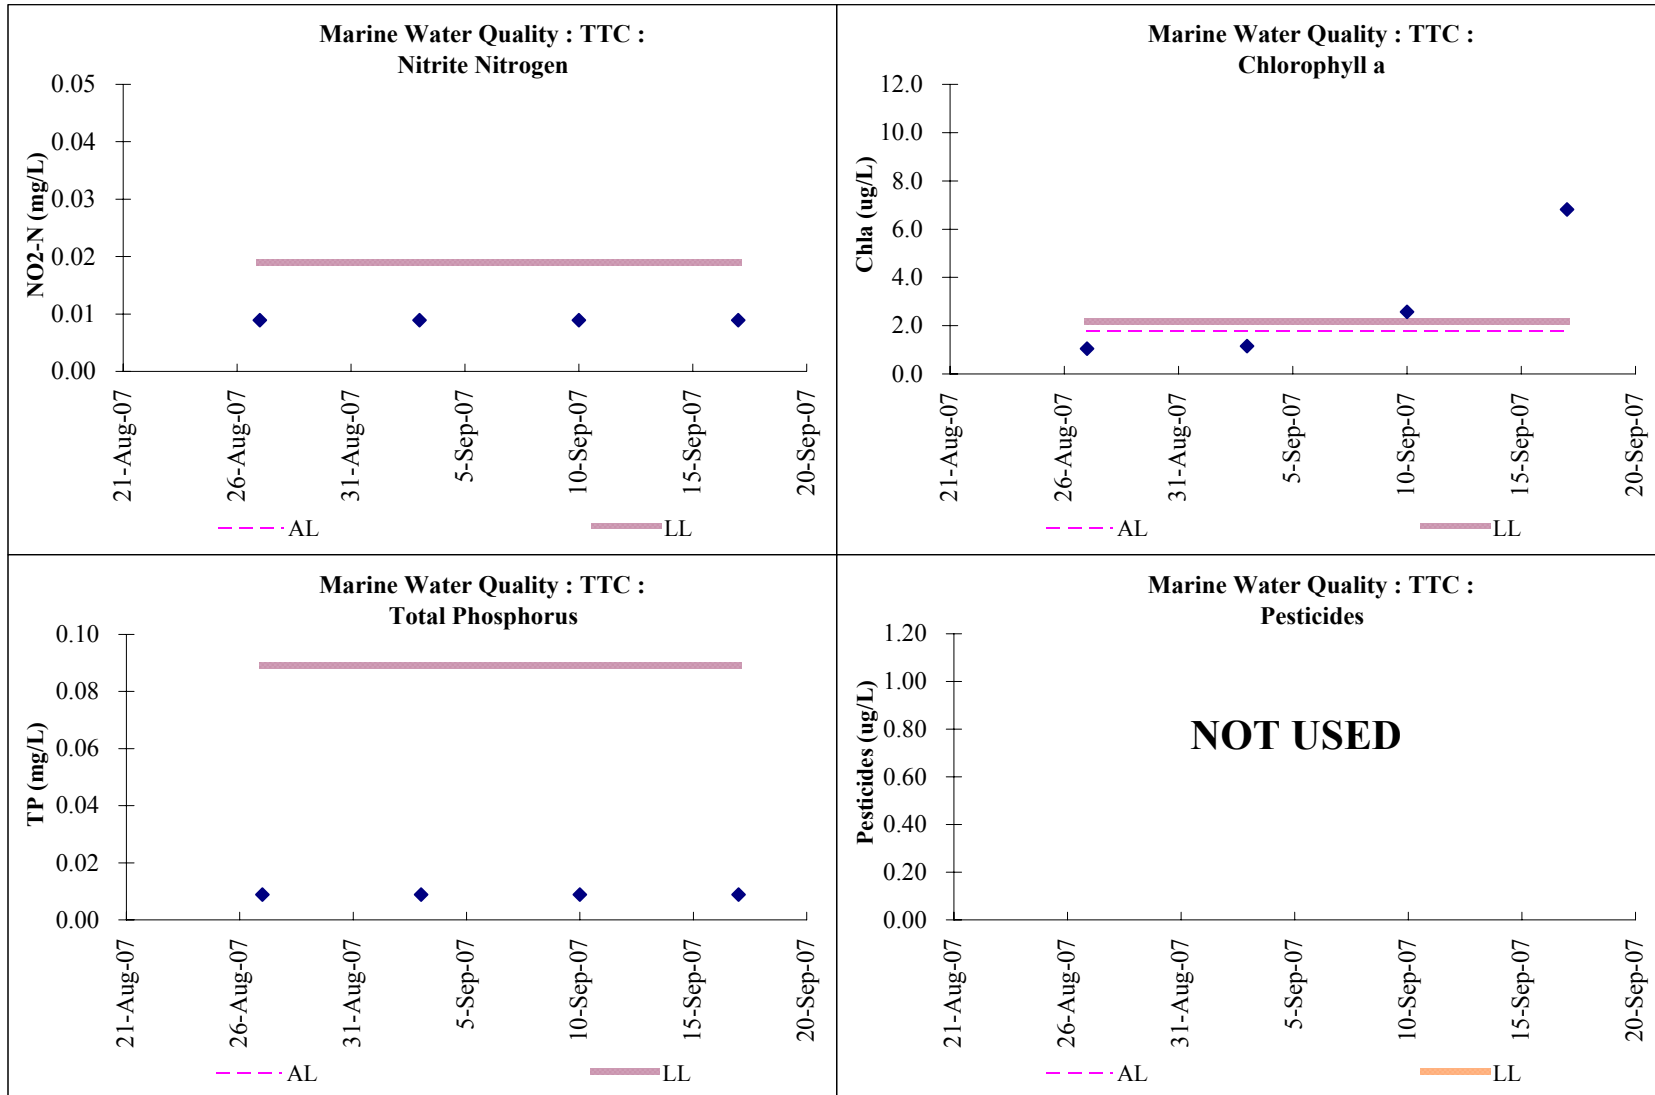 Marine Water Quality : TTC :
Nitrite Nitrogen
0.05
0.04
0.03
0.02
0.01
0.00
NO2-N (mg/L)
21-Aug-07
26-Aug-07
31-Aug-07
5-Sep-07
10-Sep-07
15-Sep-07
20-Sep-07
AL
LL
Marine Water Quality : TTC :
Chlorophyll a
12.0
10.0
8.0
6.0
4.0
2.0
0.0
Chla (ug/L)
21-Aug-07
26-Aug-07
31-Aug-07
5-Sep-07
10-Sep-07
15-Sep-07
20-Sep-07
AL
LL
Marine Water Quality : TTC :
Total Phosphorus
0.10
0.08
0.06
0.04
0.02
0.00
TP (mg/L)
21-Aug-07
26-Aug-07
31-Aug-07
5-Sep-07
10-Sep-07
15-Sep-07
20-Sep-07
AL
LL
Marine Water Quality : TTC :
Pesticides
1.20
1.00
0.80
0.60
0.40
0.20
0.00
Pesticides (ug/L)
NOT USED
21-Aug-07
26-Aug-07
31-Aug-07
5-Sep-07
10-Sep-07
15-Sep-07
20-Sep-07
AL
LL